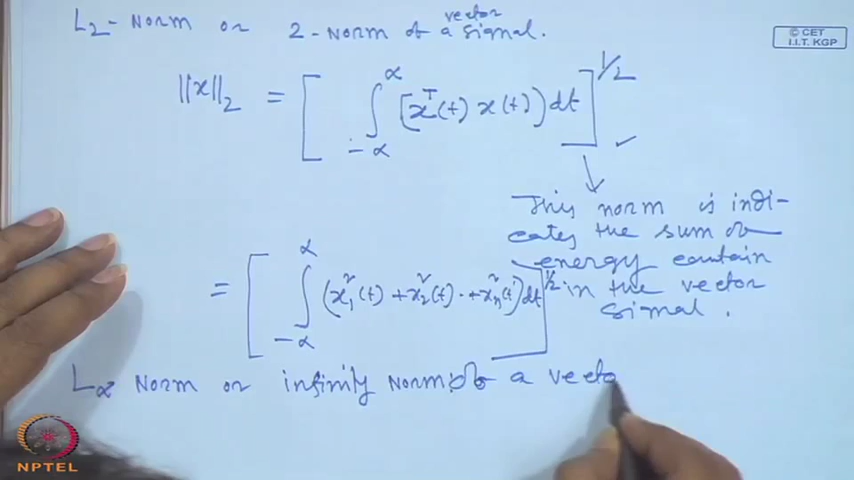 L₂- Norm or 2-Norm of a vector signal.
© CET
I.I.T. KGP
||x||₂ = [ ∫_{-∝}^{∝} [xᵀ(t) x(t)] dt ]^{1/2} ✓
This norm is indi-
cates the sum of
energy contain
in the vector
signal.
= [ ∫_{-∝}^{∝} (x₁²(t) + x₂²(t) .. + xₙ²(t)) dt ]^{1/2}
L∝ Norm or infinity Norm of a vecto
NPTEL